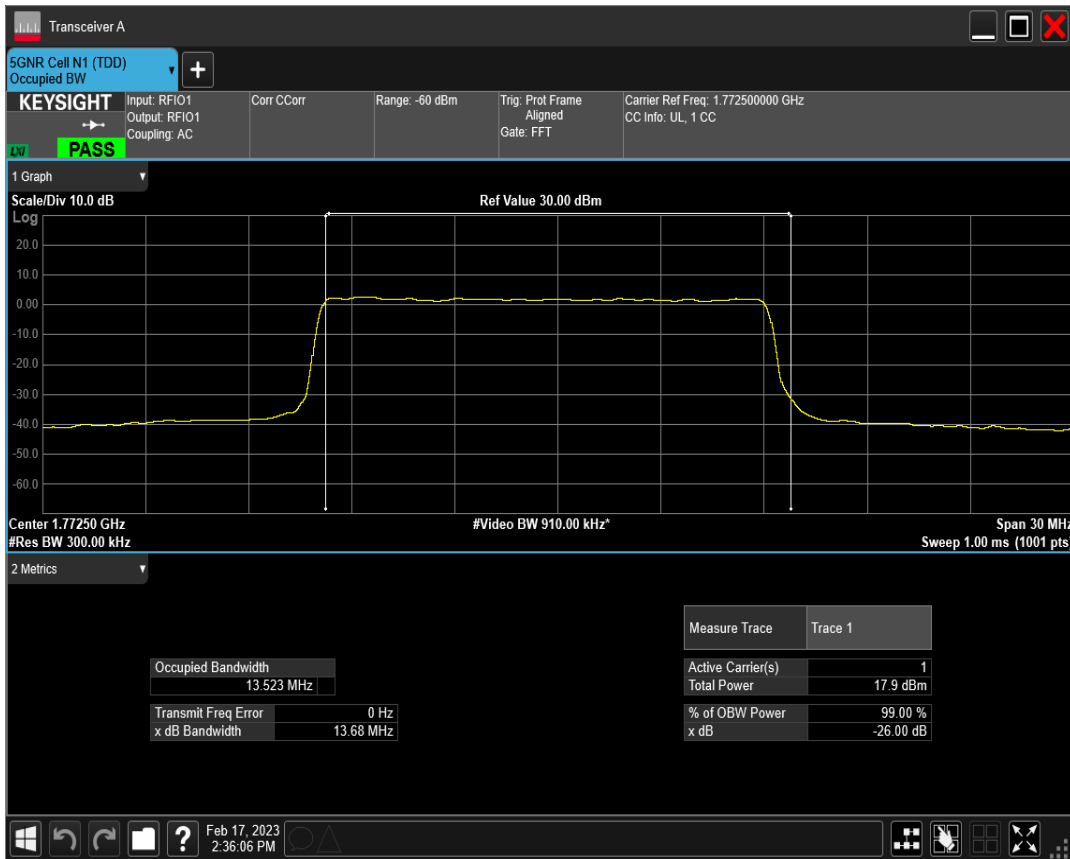 Transceiver A
5GNR Cell N1 (TDD)
Occupied BW
+
KEYSIGHT
LXI
PASS
Input: RFIO1
Output: RFIO1
Coupling: AC
Corr CCorr
Range: -60 dBm
Trig: Prot Frame
Aligned
Gate: FFT
Carrier Ref Freq: 1.772500000 GHz
CC Info: UL, 1 CC
1 Graph
Scale/Div 10.0 dB
Ref Value 30.00 dBm
Log
20.0
10.0
0.00
-10.0
-20.0
-30.0
-40.0
-50.0
-60.0
Center 1.77250 GHz
#Video BW 910.00 kHz*
Span 30 MHz
#Res BW 300.00 kHz
Sweep 1.00 ms (1001 pts)
2 Metrics
Measure Trace Trace 1
Occupied Bandwidth
13.523 MHz
Active Carrier(s) 1
Total Power 17.9 dBm
Transmit Freq Error 0 Hz
x dB Bandwidth 13.68 MHz
% of OBW Power 99.00 %
x dB -26.00 dB
?
Feb 17, 2023
2:36:06 PM